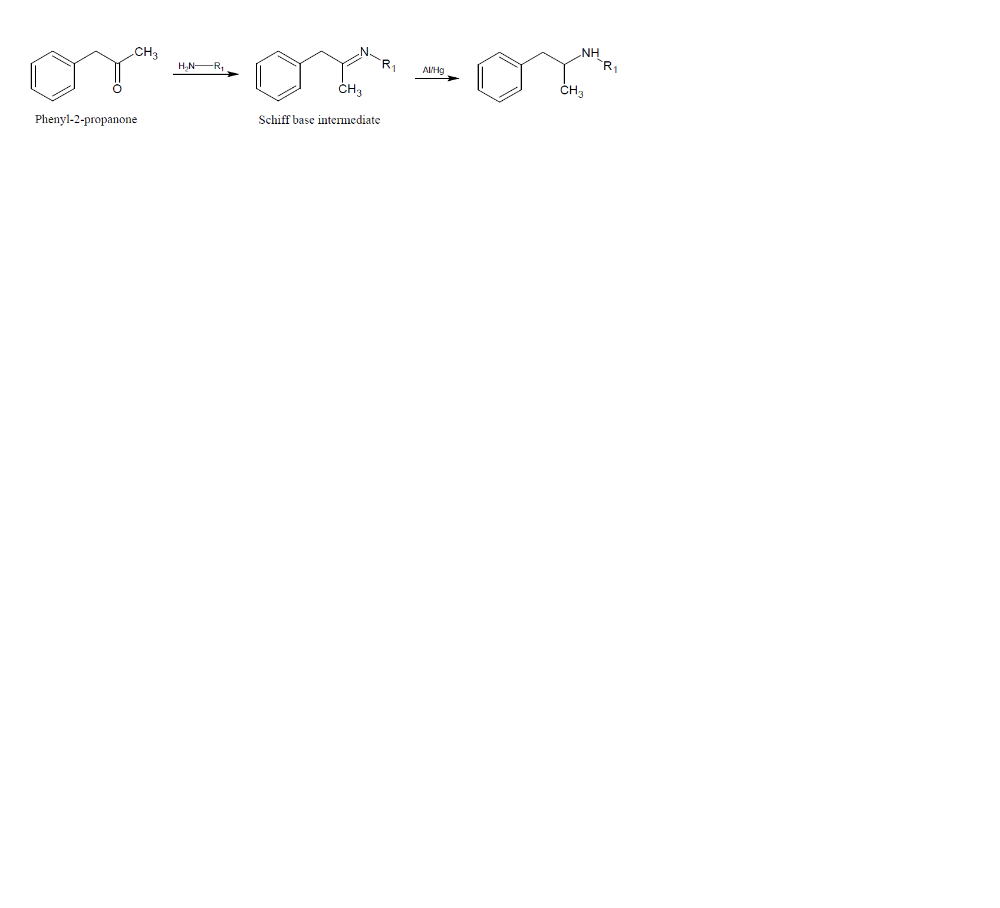 CH3
O
Phenyl-2-propanone
H2N—R1
N
R1
CH3
Schiff base intermediate
Al/Hg
NH
R1
CH3